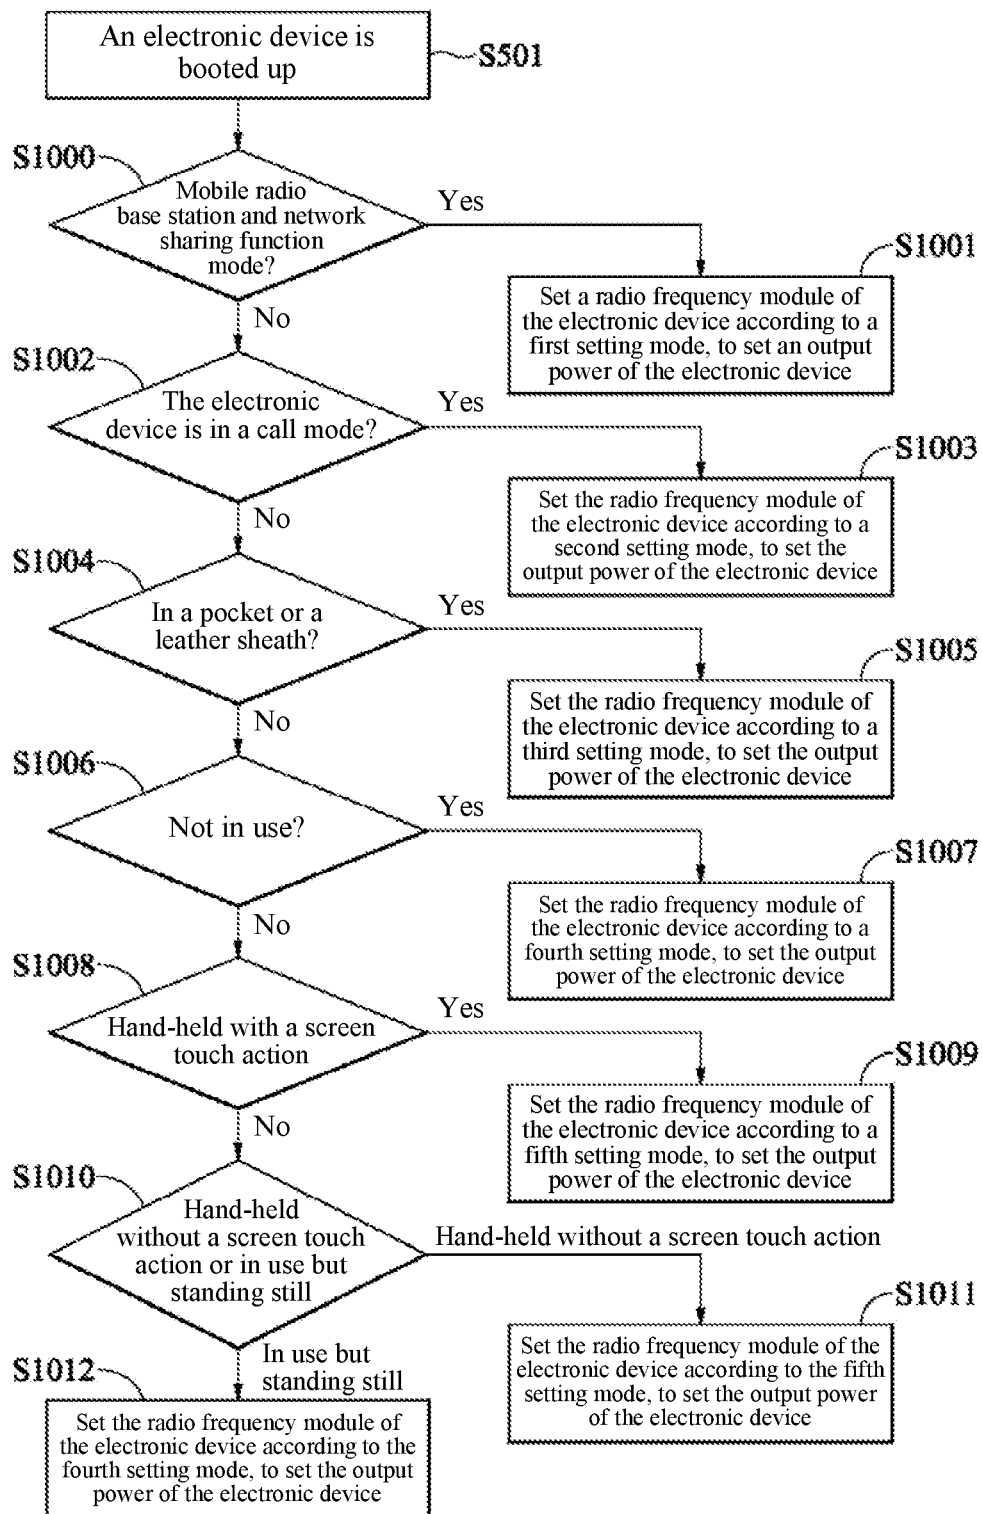 An electronic device is
booted up
S501
S1000
Mobile radio
base station and network
sharing function
mode?
Yes
S1001
Set a radio frequency module of
the electronic device according to a
first setting mode, to set an output
power of the electronic device
No
S1002
The electronic
device is in a call mode?
Yes
S1003
Set the radio frequency module of
the electronic device according to a
second setting mode, to set the
output power of the electronic device
No
S1004
In a pocket or a
leather sheath?
Yes
S1005
Set the radio frequency module of
the electronic device according to a
third setting mode, to set the output
power of the electronic device
No
S1006
Not in use?
Yes
S1007
Set the radio frequency module of
the electronic device according to a
fourth setting mode, to set the output
power of the electronic device
No
S1008
Hand-held with a screen
touch action
Yes
S1009
Set the radio frequency module of
the electronic device according to a
fifth setting mode, to set the output
power of the electronic device
No
S1010
Hand-held
without a screen touch
action or in use but
standing still
Hand-held without a screen touch action
S1011
Set the radio frequency module of the
electronic device according to the fifth
setting mode, to set the output power
of the electronic device
In use but
standing still
S1012
Set the radio frequency module of
the electronic device according to the
fourth setting mode, to set the output
power of the electronic device